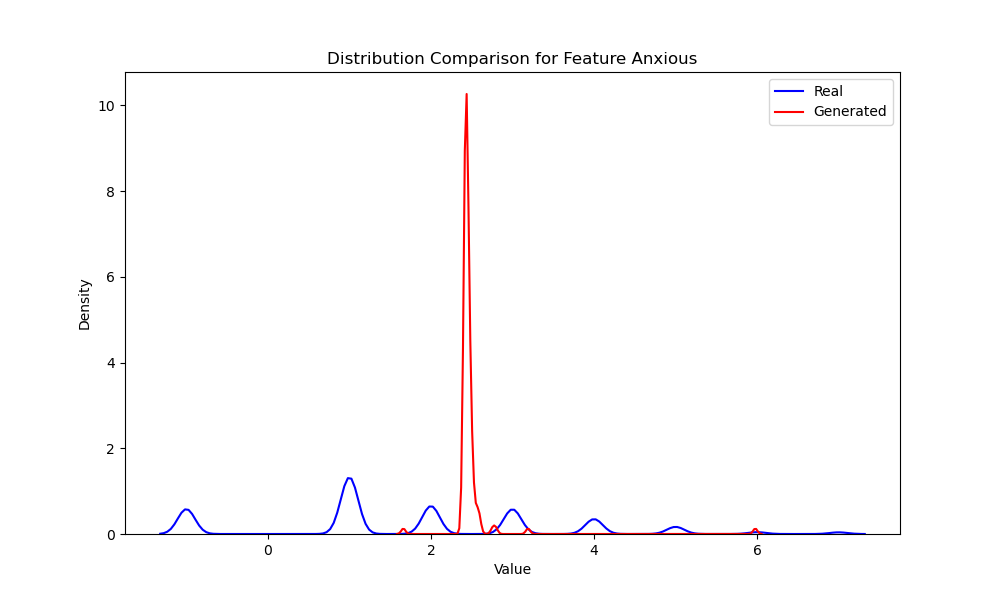 Distribution Comparison for Feature Anxious
Real
Generated
10
8
6
4
2
0
Density
0 2 4 6
Value